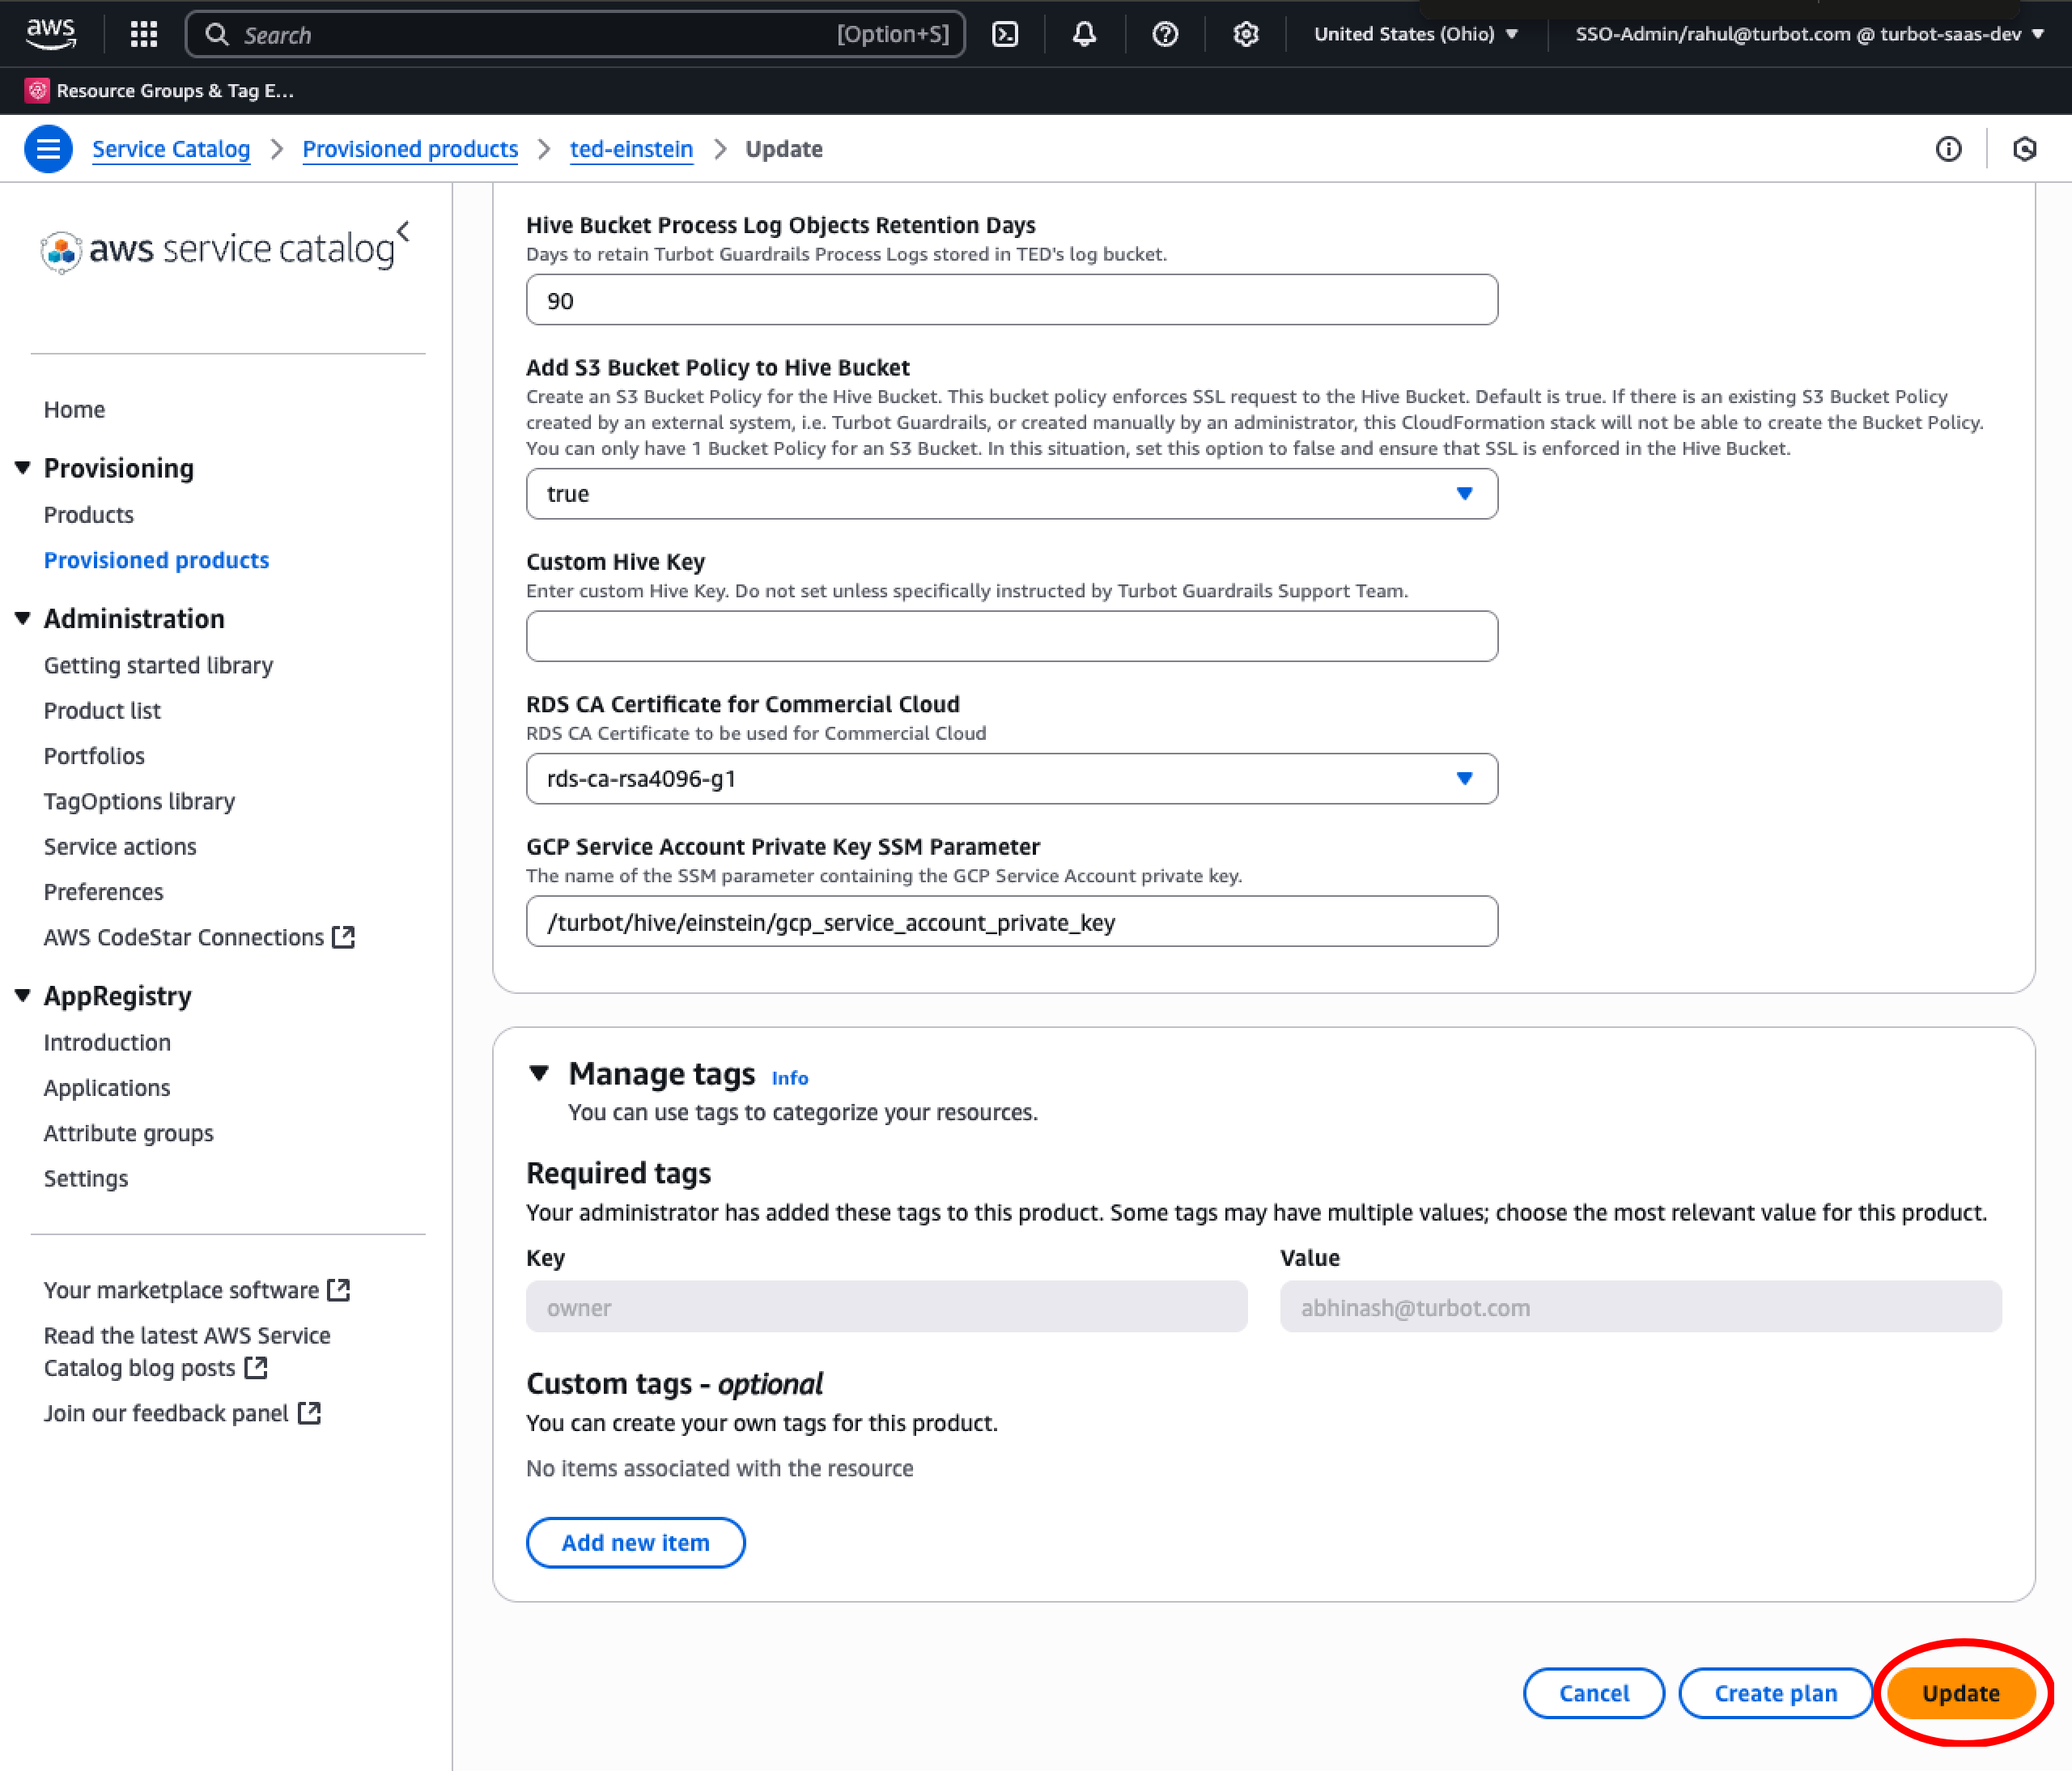 aws
Search
[Option+S]
United States (Ohio)
SSO-Admin/rahul@turbot.com @ turbot-saas-dev
Resource Groups & Tag E...
Service Catalog
Provisioned products
ted-einstein
Update
aws service catalog
Home
Provisioning
Products
Provisioned products
Administration
Getting started library
Product list
Portfolios
TagOptions library
Service actions
Preferences
AWS CodeStar Connections
AppRegistry
Introduction
Applications
Attribute groups
Settings
Your marketplace software
Read the latest AWS Service
Catalog blog posts
Join our feedback panel
Hive Bucket Process Log Objects Retention Days
Days to retain Turbot Guardrails Process Logs stored in TED's log bucket.
90
Add S3 Bucket Policy to Hive Bucket
Create an S3 Bucket Policy for the Hive Bucket. This bucket policy enforces SSL request to the Hive Bucket. Default is true. If there is an existing S3 Bucket Policy
created by an external system, i.e. Turbot Guardrails, or created manually by an administrator, this CloudFormation stack will not be able to create the Bucket Policy.
You can only have 1 Bucket Policy for an S3 Bucket. In this situation, set this option to false and ensure that SSL is enforced in the Hive Bucket.
true
Custom Hive Key
Enter custom Hive Key. Do not set unless specifically instructed by Turbot Guardrails Support Team.
RDS CA Certificate for Commercial Cloud
RDS CA Certificate to be used for Commercial Cloud
rds-ca-rsa4096-g1
GCP Service Account Private Key SSM Parameter
The name of the SSM parameter containing the GCP Service Account private key.
/turbot/hive/einstein/gcp_service_account_private_key
Manage tags Info
You can use tags to categorize your resources.
Required tags
Your administrator has added these tags to this product. Some tags may have multiple values; choose the most relevant value for this product.
Key
Value
owner
abhinash@turbot.com
Custom tags - optional
You can create your own tags for this product.
No items associated with the resource
Add new item
Cancel
Create plan
Update